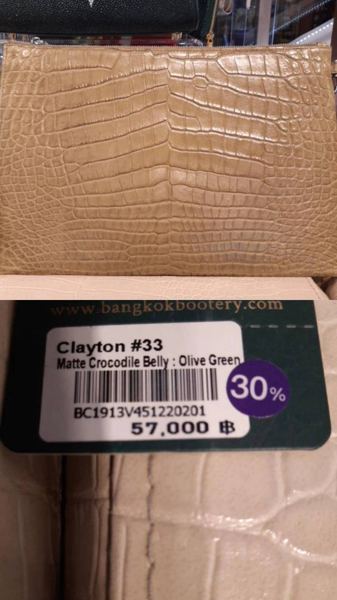 www.bangkokbootery.com
Clayton #33
Matte Crocodile Belly : Olive Green
30%
BC1913V451220201
57,000 ฿